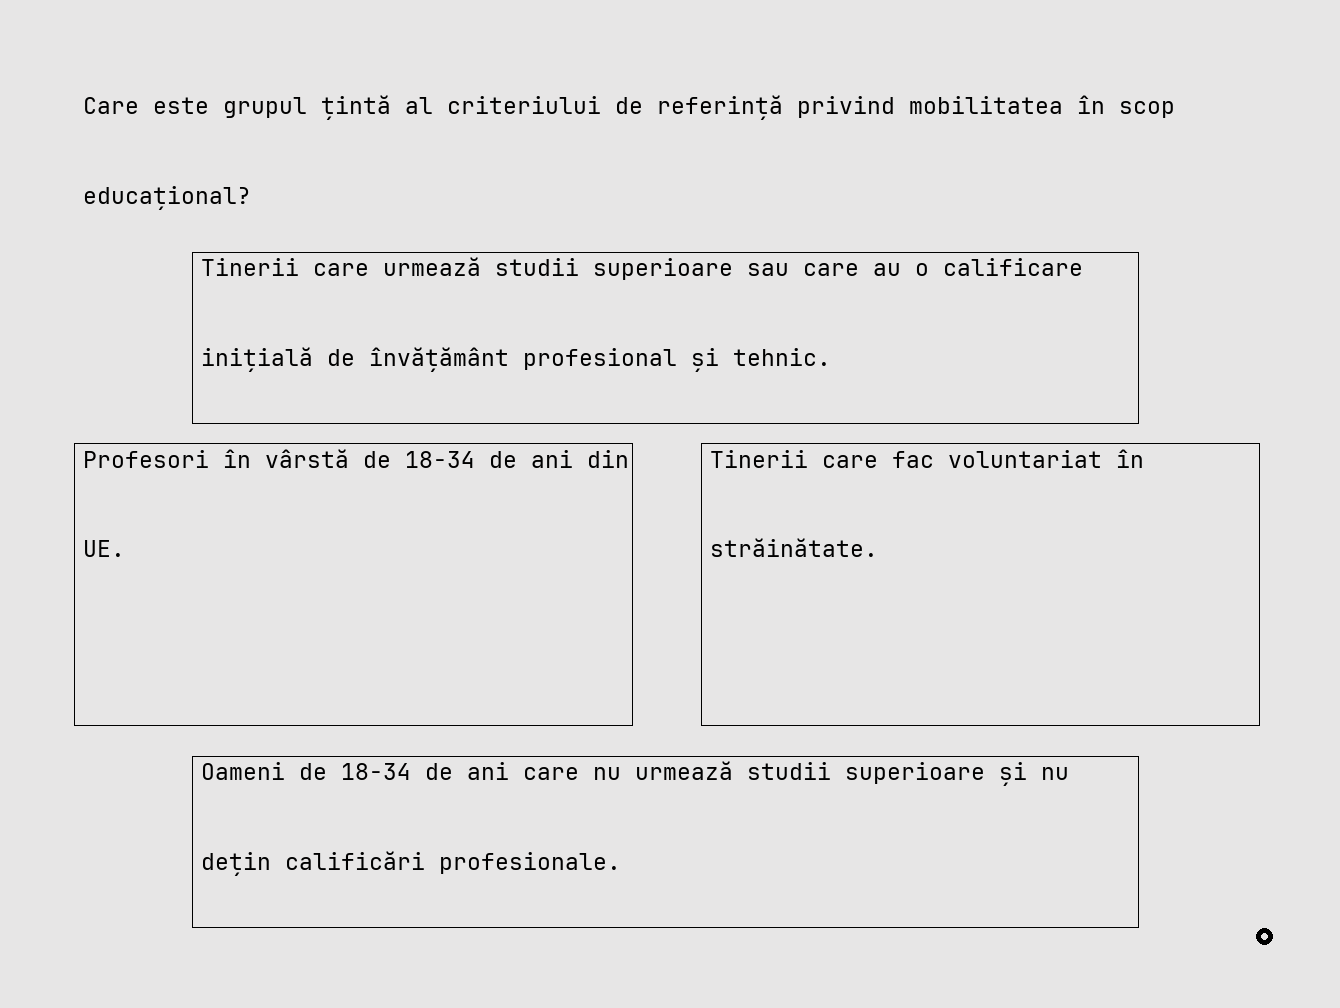 Care este grupul țintă al criteriului de referință privind mobilitatea în scop
educațional?
Tinerii care urmează studii superioare sau care au o calificare
inițială de învățământ profesional și tehnic.
Profesori în vârstă de 18-34 de ani din
UE.
Tinerii care fac voluntariat în
străinătate.
Oameni de 18-34 de ani care nu urmează studii superioare și nu
dețin calificări profesionale.